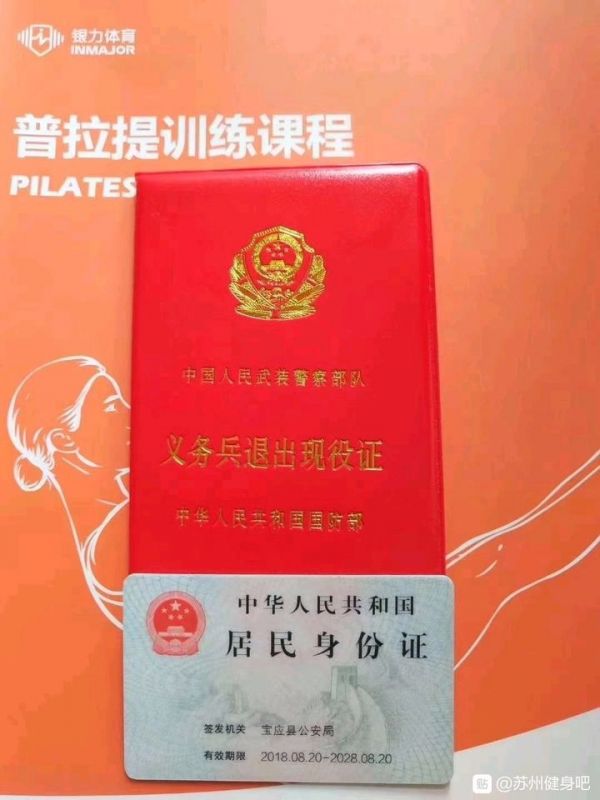 银力体育
INMAJOR
普拉提训练课程
PILATES
中国人民武装警察部队
义务兵退出现役证
中华人民共和国国防部
中华人民共和国
居民身份证
签发机关 宝应县公安局
有效期限 2018.08.20-2028.08.20
贴 @苏州健身吧